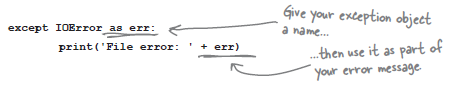 except IOError as err:
print('File error: ' + err)
Give your exception object
a name...
...then use it as part of
your error message